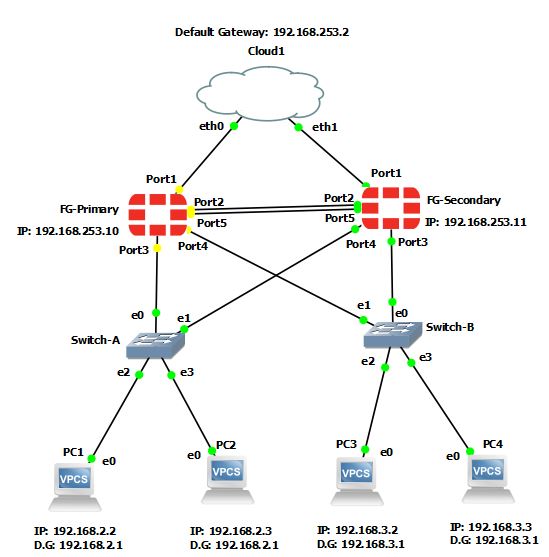 Default Gateway: 192.168.253.2
Cloud1
eth0
eth1
Port1
Port1
FG-Primary
Port2
Port2
FG-Secondary
IP: 192.168.253.10
Port5
Port5
IP: 192.168.253.11
Port3
Port4
Port4
Port3
e0
e1
e1
e0
Switch-A
Switch-B
e2
e3
e2
e3
PC1
PC2
PC3
PC4
e0
e0
e0
e0
VPCS
VPCS
VPCS
VPCS
IP: 192.168.2.2
D.G: 192.168.2.1
IP: 192.168.2.3
D.G: 192.168.2.1
IP: 192.168.3.2
D.G: 192.168.3.1
IP: 192.168.3.3
D.G: 192.168.3.1